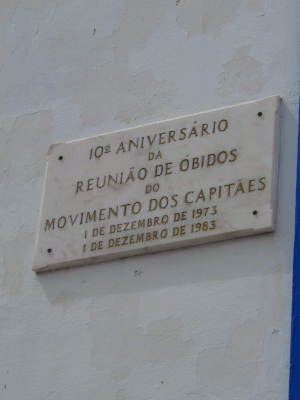 10º ANIVERSÁRIO
DA
REUNIÃO DE ÓBIDOS
DO
MOVIMENTO DOS CAPITÃES
1 DE DEZEMBRO DE 1973
1 DE DEZEMBRO DE 1983